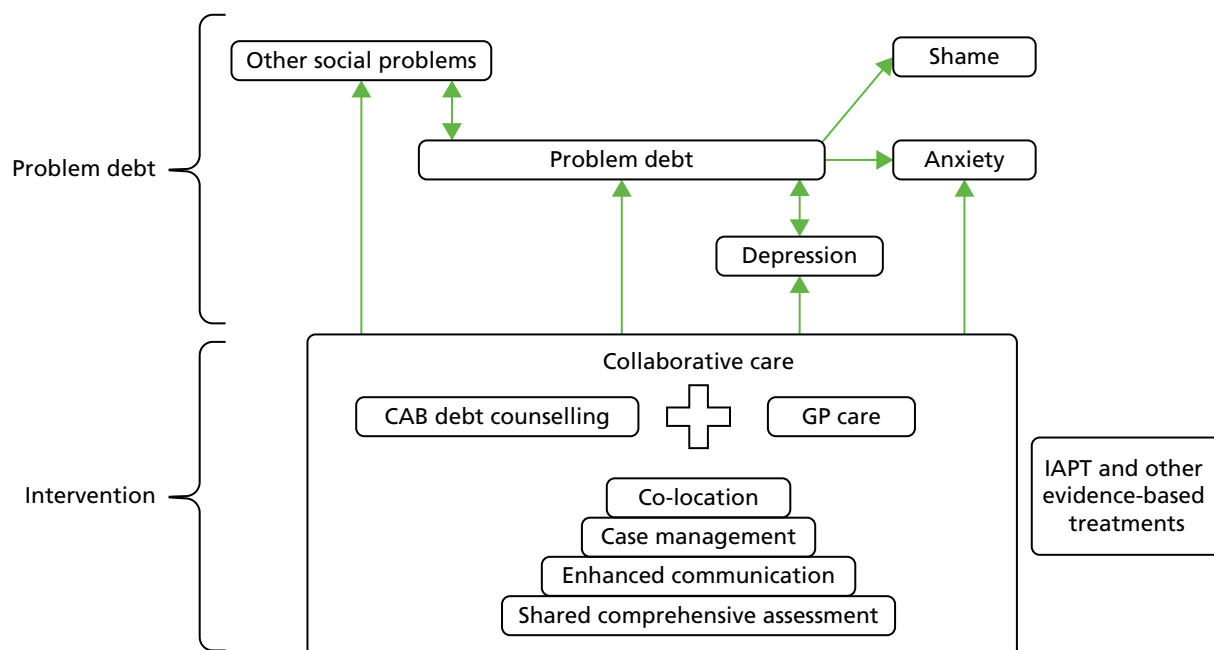 Other social problems
Shame
Problem debt
Problem debt
Anxiety
Depression
Intervention
Collaborative care
CAB debt counselling
GP care
Co-location
Case management
Enhanced communication
Shared comprehensive assessment
IAPT and other
evidence-based
treatments